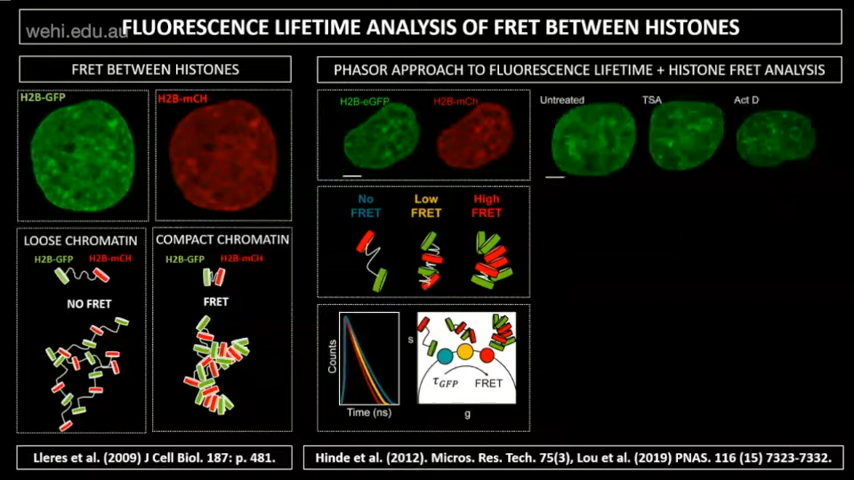 wehi.edu.au
FLUORESCENCE LIFETIME ANALYSIS OF FRET BETWEEN HISTONES
FRET BETWEEN HISTONES
H2B-GFP
H2B-mCH
LOOSE CHROMATIN
H2B-GFP
H2B-mCH
NO FRET
COMPACT CHROMATIN
H2B-GFP
H2B-mCH
FRET
Lleres et al. (2009) J Cell Biol. 187: p. 481.
PHASOR APPROACH TO FLUORESCENCE LIFETIME + HISTONE FRET ANALYSIS
H2B-eGFP
H2B-mCh
Untreated
TSA
Act D
No
FRET
Low
FRET
High
FRET
Counts
Time (ns)
s
τGFP
FRET
g
Hinde et al. (2012). Micros. Res. Tech. 75(3), Lou et al. (2019) PNAS. 116 (15) 7323-7332.